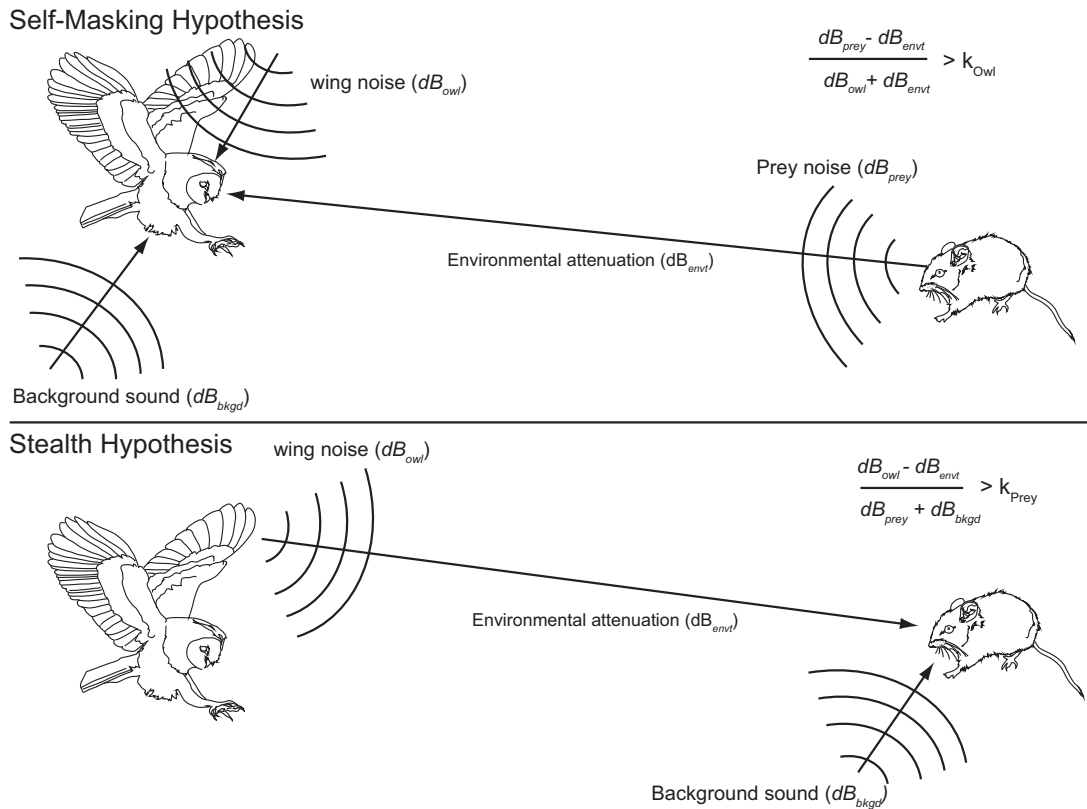 Self-Masking Hypothesis
wing noise (dB_owl)
dB_prey - dB_envt
dB_owl + dB_envt
> k_Owl
Prey noise (dB_prey)
Environmental attenuation (dB_envt)
Background sound (dB_bkgd)
Stealth Hypothesis
wing noise (dB_owl)
dB_owl - dB_envt
dB_prey + dB_bkgd
> k_Prey
Environmental attenuation (dB_envt)
Background sound (dB_bkgd)